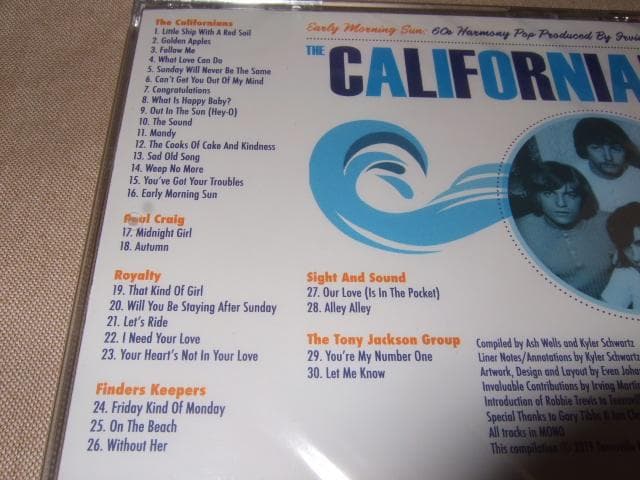 The Californians
1. Little Ship With A Red Sail
2. Golden Apples
3. Follow Me
4. What Love Can Do
5. Sunday Will Never Be The Same
6. Can't Get You Out Of My Mind
7. Congratulations
8. What Is Happy Baby?
9. Out In The Sun (Hey-O)
10. The Sound
11. Mandy
12. The Cooks Of Cake And Kindness
13. Sad Old Song
14. Weep No More
15. You've Got Your Troubles
16. Early Morning Sun
Craig
17. Midnight Girl
18. Autumn
Royalty
19. That Kind Of Girl
20. Will You Be Staying After Sunday
21. Let's Ride
22. I Need Your Love
23. Your Heart's Not In Your Love
Finders Keepers
24. Friday Kind Of Monday
25. On The Beach
26. Without Her
Early Morning Sun: 60s Harmony Pop Produced By
THE
CALIFORNIA
Sight And Sound
27. Our Love (Is In The Pocket)
28. Alley Alley
The Tony Jackson Group
29. You're My Number One
30. Let Me Know
Compiled by Ash Wells and Kyler Schwartz
Liner Notes/Annotations by Kyler Schwartz
Artwork, Design and Layout by Even
Invaluable Contributions by Irving
Introduction of Robbie Trevis to
Special Thanks to Gary Tibbs &
All tracks in MONO
This compilation